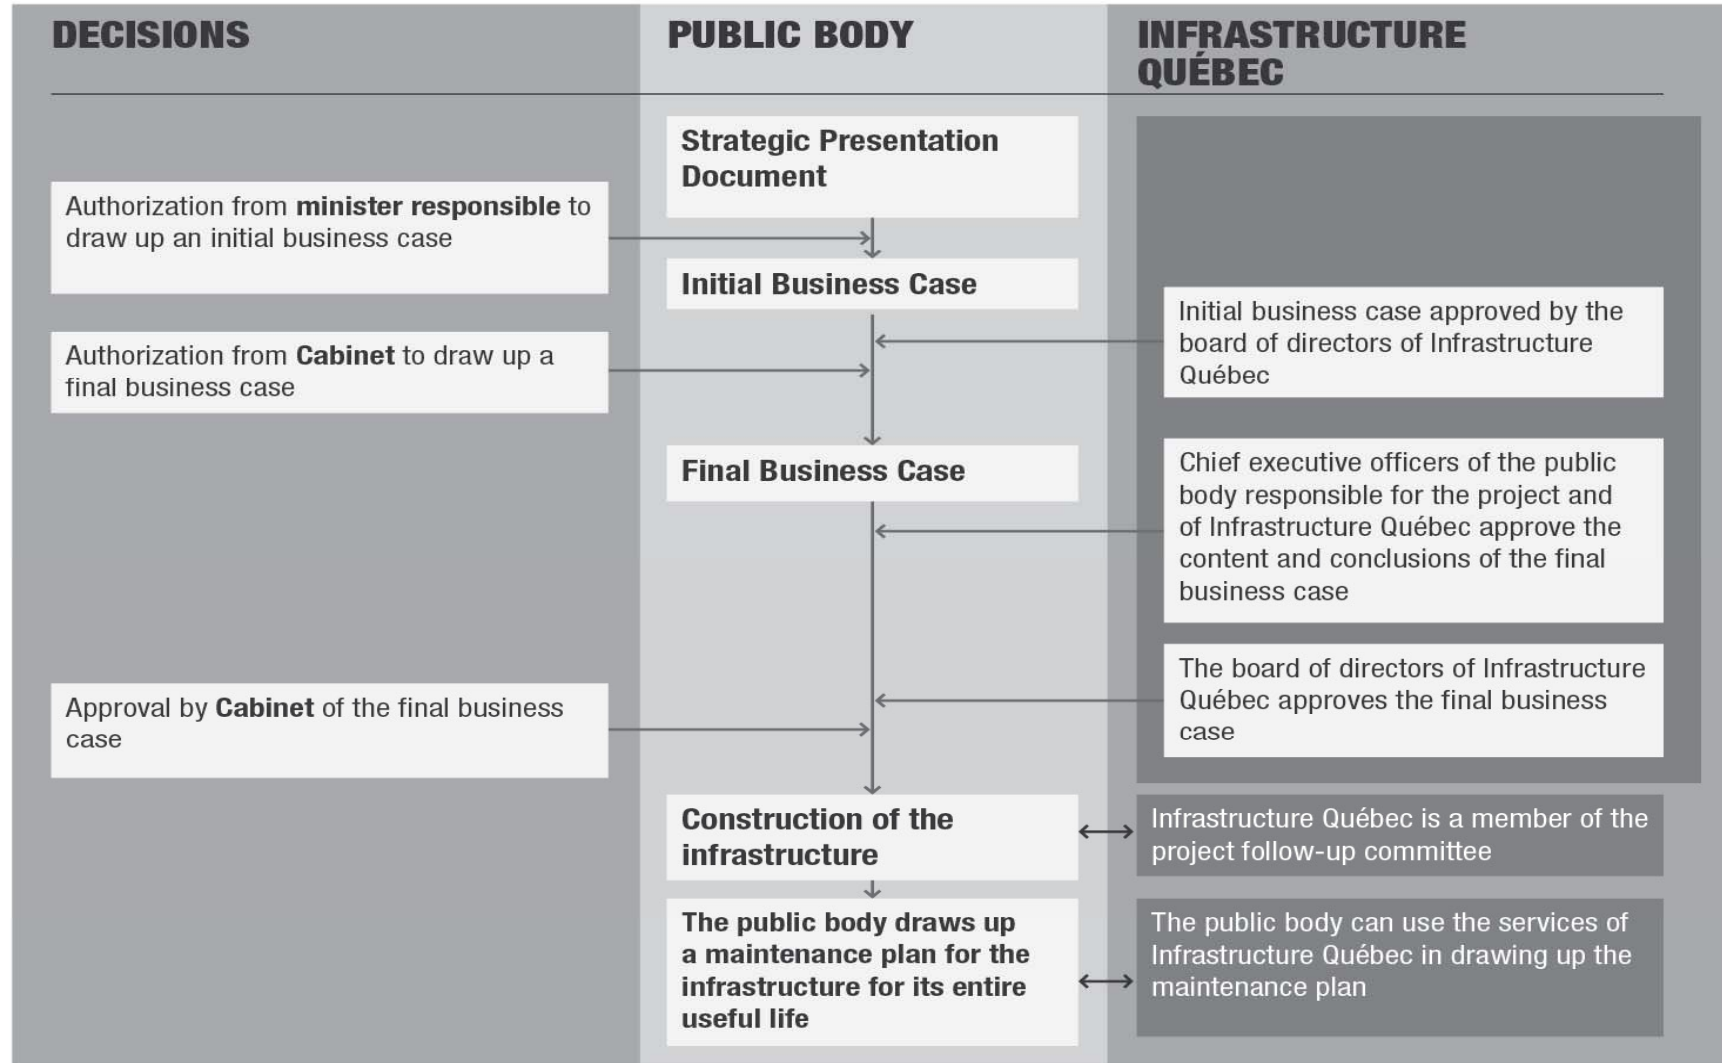 DECISIONS
PUBLIC BODY
INFRASTRUCTURE
QUÉBEC
Strategic Presentation
Document
Authorization from minister responsible to
draw up an initial business case
Initial Business Case
Initial business case approved by the
board of directors of Infrastructure
Québec
Authorization from Cabinet to draw up a
final business case
Final Business Case
Chief executive officers of the public
body responsible for the project and
of Infrastructure Québec approve the
content and conclusions of the final
business case
The board of directors of Infrastructure
Québec approves the final business
case
Approval by Cabinet of the final business
case
Construction of the
infrastructure
Infrastructure Québec is a member of the
project follow-up committee
The public body draws up
a maintenance plan for the
infrastructure for its entire
useful life
The public body can use the services of
Infrastructure Québec in drawing up the
maintenance plan